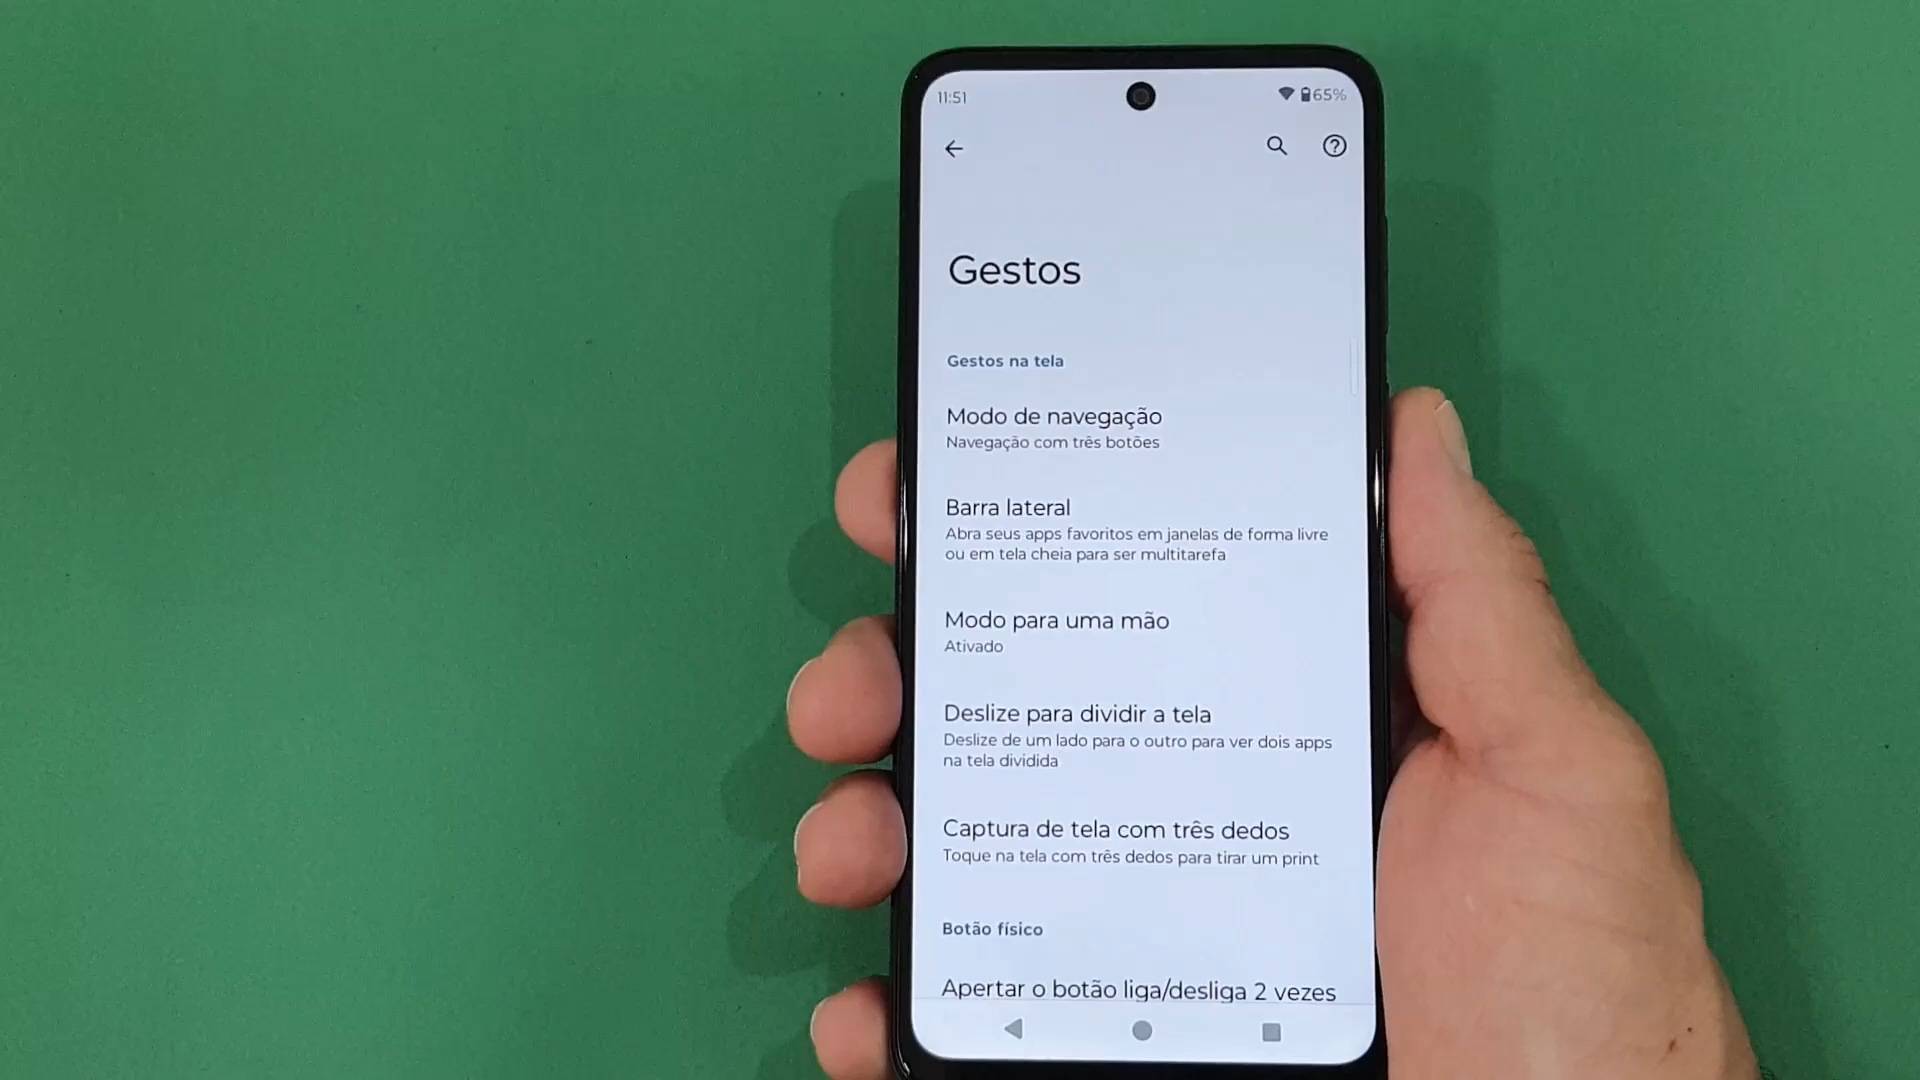 11:51
65%
Gestos
Gestos na tela
Modo de navegação
Navegação com três botões
Barra lateral
Abra seus apps favoritos em janelas de forma livre
ou em tela cheia para ser multitarefa
Modo para uma mão
Ativado
Deslize para dividir a tela
Deslize de um lado para o outro para ver dois apps
na tela dividida
Captura de tela com três dedos
Toque na tela com três dedos para tirar um print
Botão físico
Apertar o botão liga/desliga 2 vezes